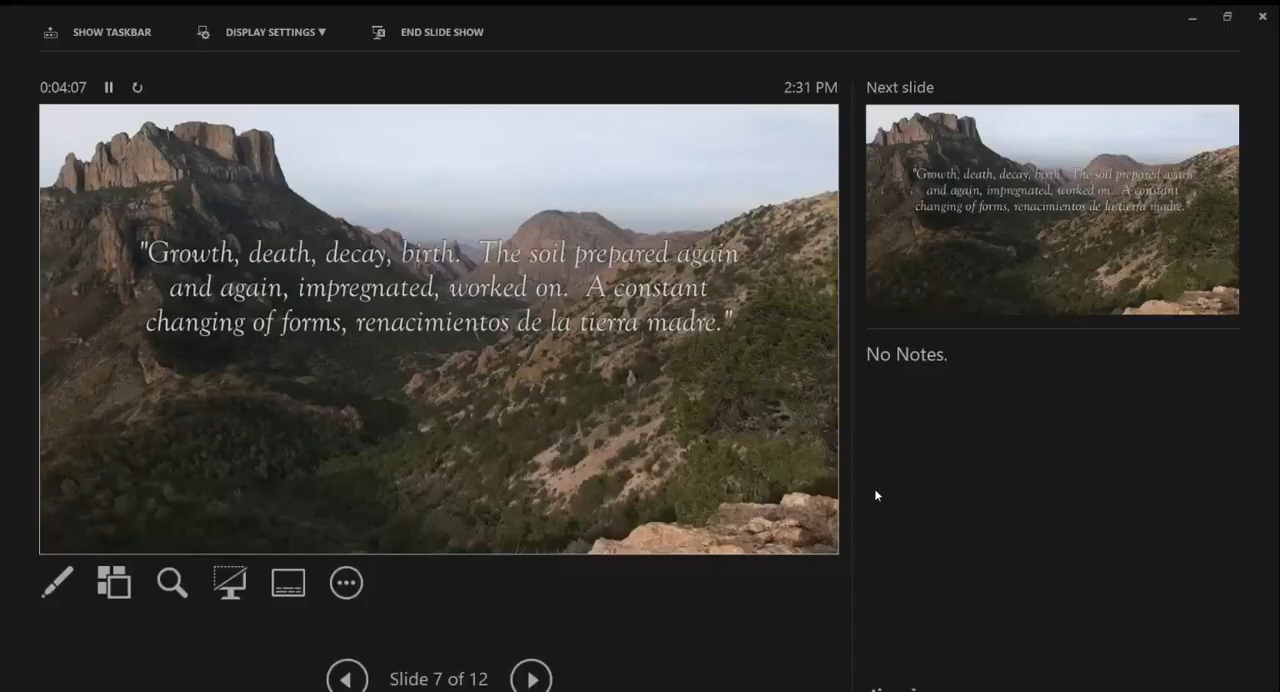 SHOW TASKBAR
DISPLAY SETTINGS ▼
END SLIDE SHOW
0:04:07
2:31 PM
"Growth, death, decay, birth. The soil prepared again
and again, impregnated, worked on. A constant
changing of forms, renacimientos de la tierra madre."
Slide 7 of 12
Next slide
"Growth, death, decay, birth. The soil prepared again
and again, impregnated, worked on. A constant
changing of forms, renacimientos de la tierra madre."
No Notes.